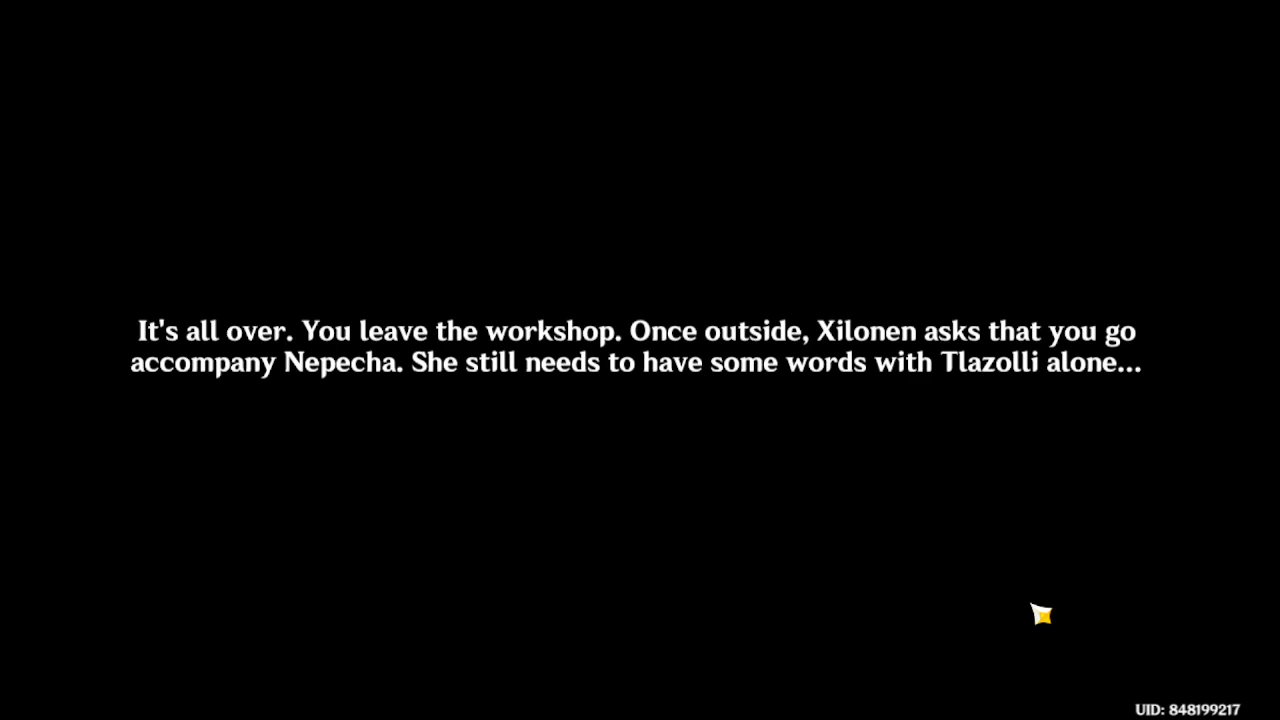 It's all over. You leave the workshop. Once outside, Xilonen asks that you go
accompany Nepecha. She still needs to have some words with Tlazolli alone...
UID: 848199217